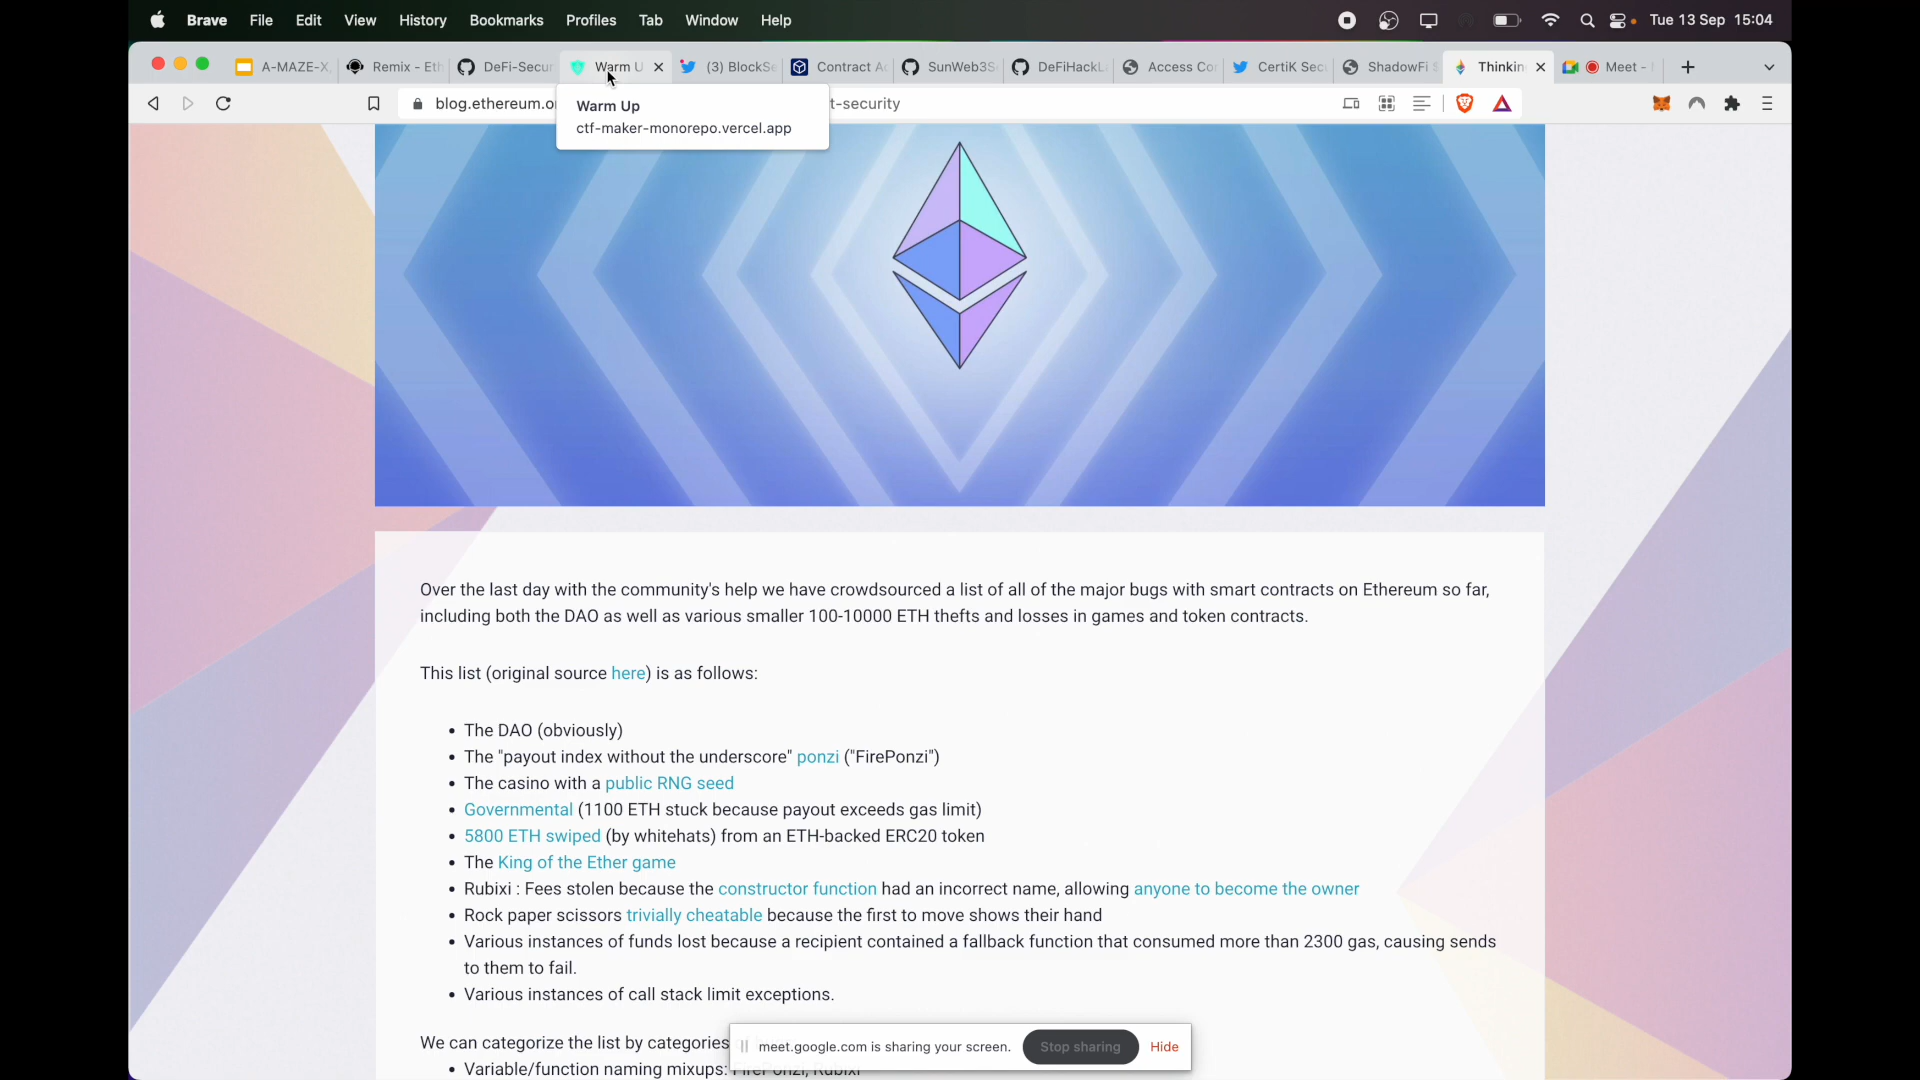 Brave File Edit View History Bookmarks Profiles Tab Window Help Tue 13 Sep 15:04
A-MAZE-X Remix - Eth DeFi-Secur Warm U (3) BlockSe Contract Ac SunWeb3S DeFiHackL Access Co CertiK Sec ShadowFi Thinkin Meet -
blog.ethereum.o t-security
Warm Up
ctf-maker-monorepo.vercel.app
Over the last day with the community's help we have crowdsourced a list of all of the major bugs with smart contracts on Ethereum so far,
including both the DAO as well as various smaller 100-10000 ETH thefts and losses in games and token contracts.
This list (original source here) is as follows:
• The DAO (obviously)
• The "payout index without the underscore" ponzi ("FirePonzi")
• The casino with a public RNG seed
• Governmental (1100 ETH stuck because payout exceeds gas limit)
• 5800 ETH swiped (by whitehats) from an ETH-backed ERC20 token
• The King of the Ether game
• Rubixi : Fees stolen because the constructor function had an incorrect name, allowing anyone to become the owner
• Rock paper scissors trivially cheatable because the first to move shows their hand
• Various instances of funds lost because a recipient contained a fallback function that consumed more than 2300 gas, causing sends
to them to fail.
• Various instances of call stack limit exceptions.
We can categorize the list by categories
• Variable/function naming mixups: FirePonzi, Rubixi
meet.google.com is sharing your screen. Stop sharing Hide